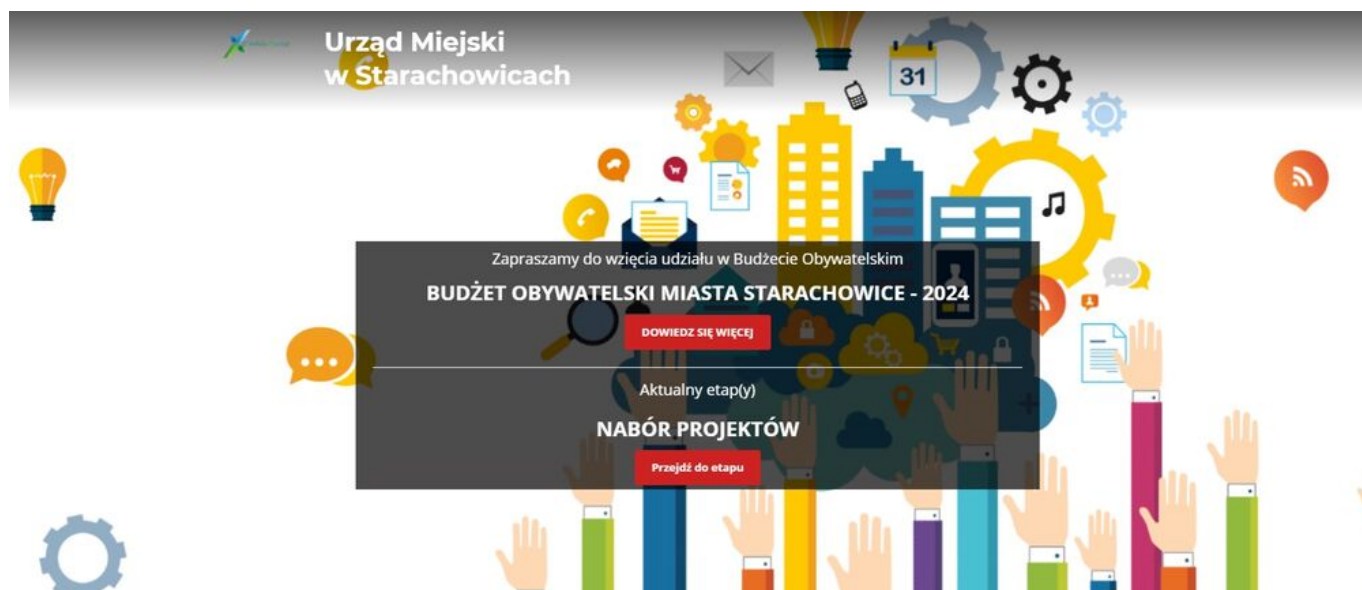 Urząd Miejski
w Starachowicach
31
Zapraszamy do wzięcia udziału w Budżecie Obywatelskim
BUDŻET OBYWATELSKI MIASTA STARACHOWICE - 2024
DOWIEDZ SIĘ WIĘCEJ
Aktualny etap(y)
NABÓR PROJEKTÓW
Przejdź do etapu